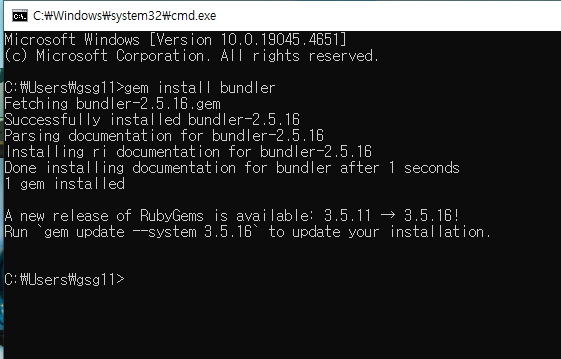 C:₩Windows₩system32₩cmd.exe
Microsoft Windows [Version 10.0.19045.4651]
(c) Microsoft Corporation. All rights reserved.
C:₩Users₩gsg11>gem install bundler
Fetching bundler-2.5.16.gem
Successfully installed bundler-2.5.16
Parsing documentation for bundler-2.5.16
Installing ri documentation for bundler-2.5.16
Done installing documentation for bundler after 1 seconds
1 gem installed
A new release of RubyGems is available: 3.5.11 → 3.5.16!
Run `gem update --system 3.5.16` to update your installation.
C:₩Users₩gsg11>